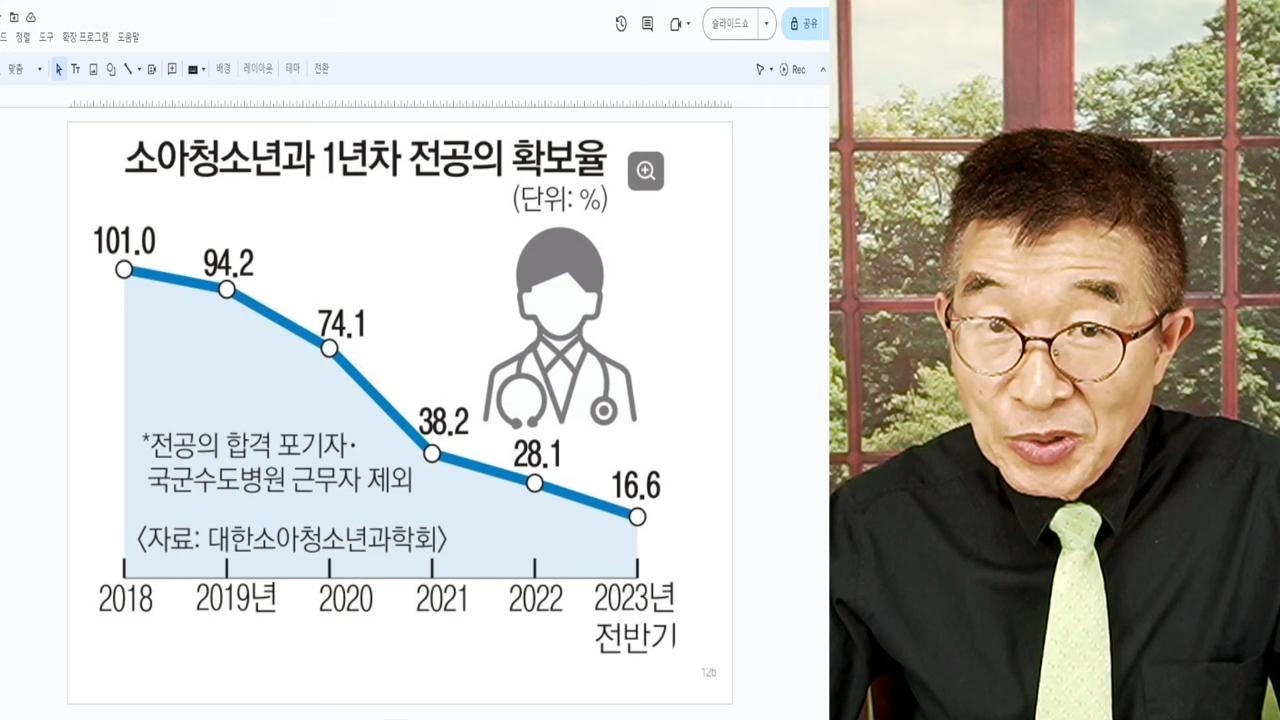 정렬 도구 확장 프로그램 도움말
슬라이드쇼
공유
맞춤
배경 레이아웃 테마 전환
Rec
소아청소년과 1년차 전공의 확보율
(단위: %)
101.0
94.2
74.1
38.2
28.1
16.6
*전공의 합격 포기자·
국군수도병원 근무자 제외
〈자료: 대한소아청소년과학회〉
2018 2019년 2020 2021 2022 2023년
전반기